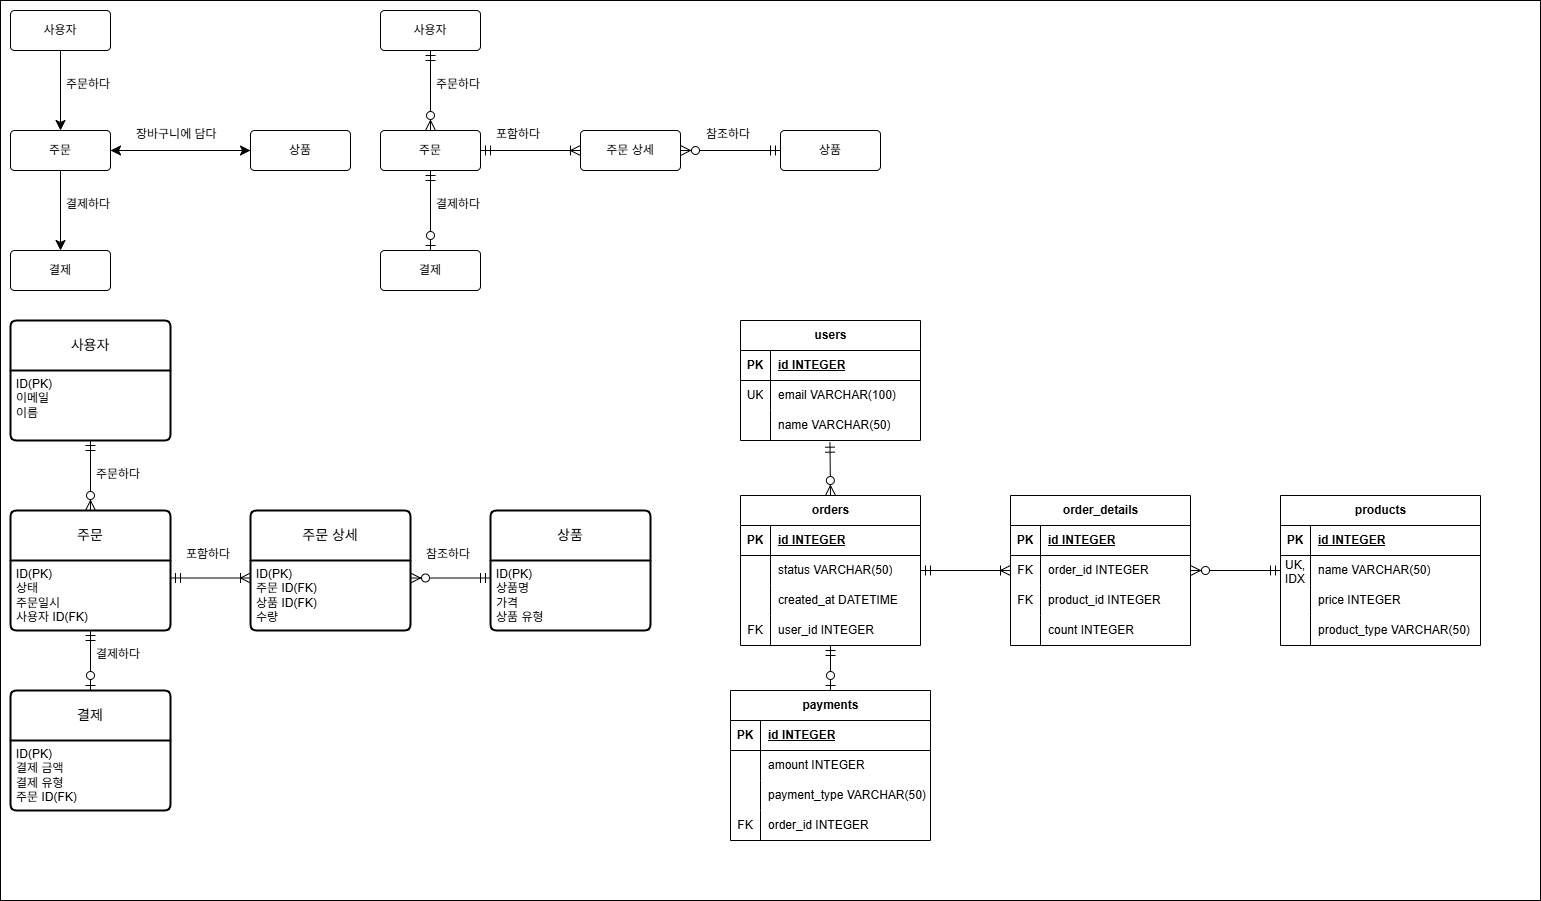 사용자
주문하다
주문
장바구니에 담다
상품
결제하다
결제
사용자
주문하다
주문
포함하다
주문 상세
참조하다
상품
결제하다
결제
사용자
ID(PK)
이메일
이름
주문하다
주문
ID(PK)
상태
주문일시
사용자 ID(FK)
포함하다
주문 상세
ID(PK)
주문 ID(FK)
상품 ID(FK)
수량
참조하다
상품
ID(PK)
상품명
가격
상품 유형
결제하다
결제
ID(PK)
결제 금액
결제 유형
주문 ID(FK)
users
PK id INTEGER
UK email VARCHAR(100)
name VARCHAR(50)
orders
PK id INTEGER
status VARCHAR(50)
created_at DATETIME
FK user_id INTEGER
order_details
PK id INTEGER
FK order_id INTEGER
FK product_id INTEGER
count INTEGER
products
PK id INTEGER
UK,
IDX
name VARCHAR(50)
price INTEGER
product_type VARCHAR(50)
payments
PK id INTEGER
amount INTEGER
payment_type VARCHAR(50)
FK order_id INTEGER